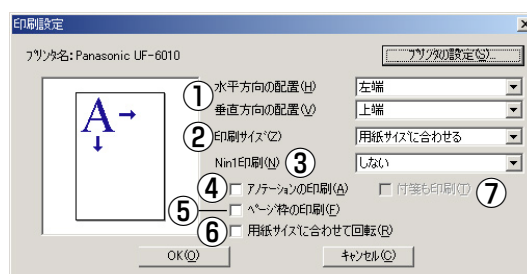 印刷設定
プリンタ名: Panasonic UF-6010
プリンタの設定(S)...
① 水平方向の配置(H) 左端
垂直方向の配置(V) 上端
② 印刷サイズ(Z) 用紙サイズに合わせる
Nin1印刷(N) ③ しない
④ アノテーションの印刷(A) 付箋も印刷(T) ⑦
⑤ ページ枠の印刷(F)
⑥ 用紙サイズに合わせて回転(R)
A
OK(O) キャンセル(C)